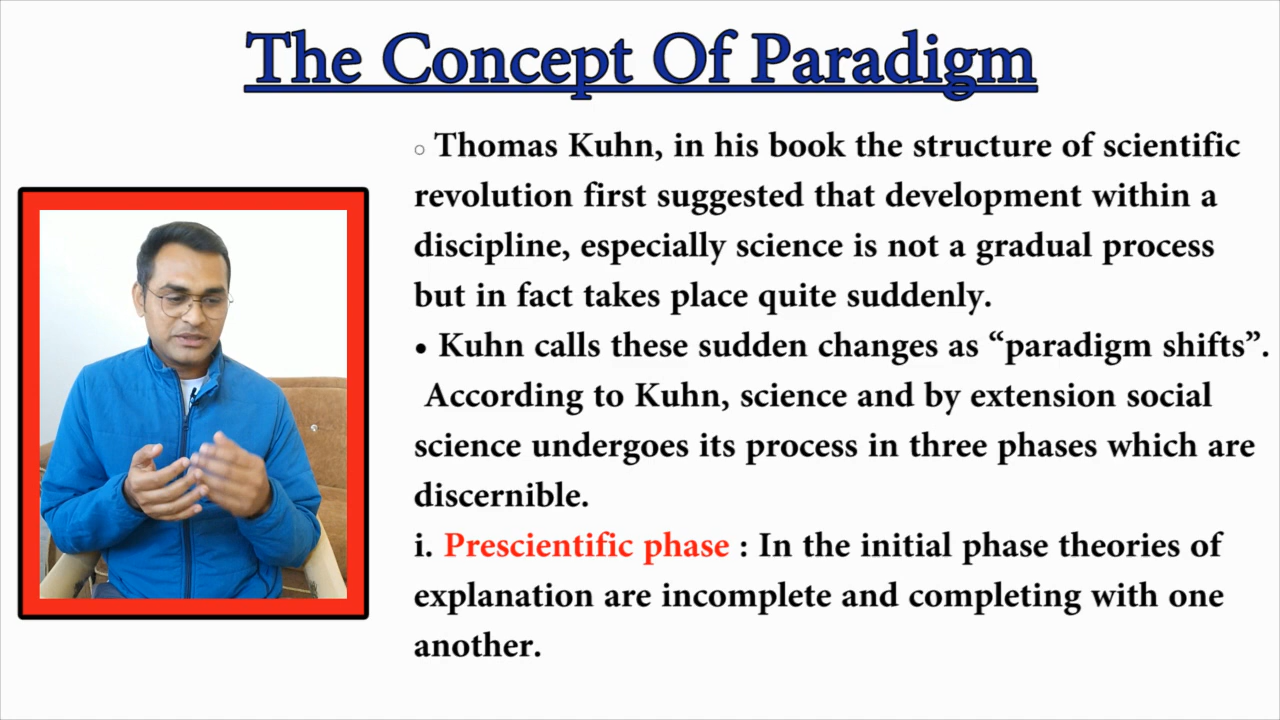 The Concept Of Paradigm
○ Thomas Kuhn, in his book the structure of scientific
revolution first suggested that development within a
discipline, especially science is not a gradual process
but in fact takes place quite suddenly.
• Kuhn calls these sudden changes as “paradigm shifts”.
According to Kuhn, science and by extension social
science undergoes its process in three phases which are
discernible.
i. Prescientific phase : In the initial phase theories of
explanation are incomplete and completing with one
another.